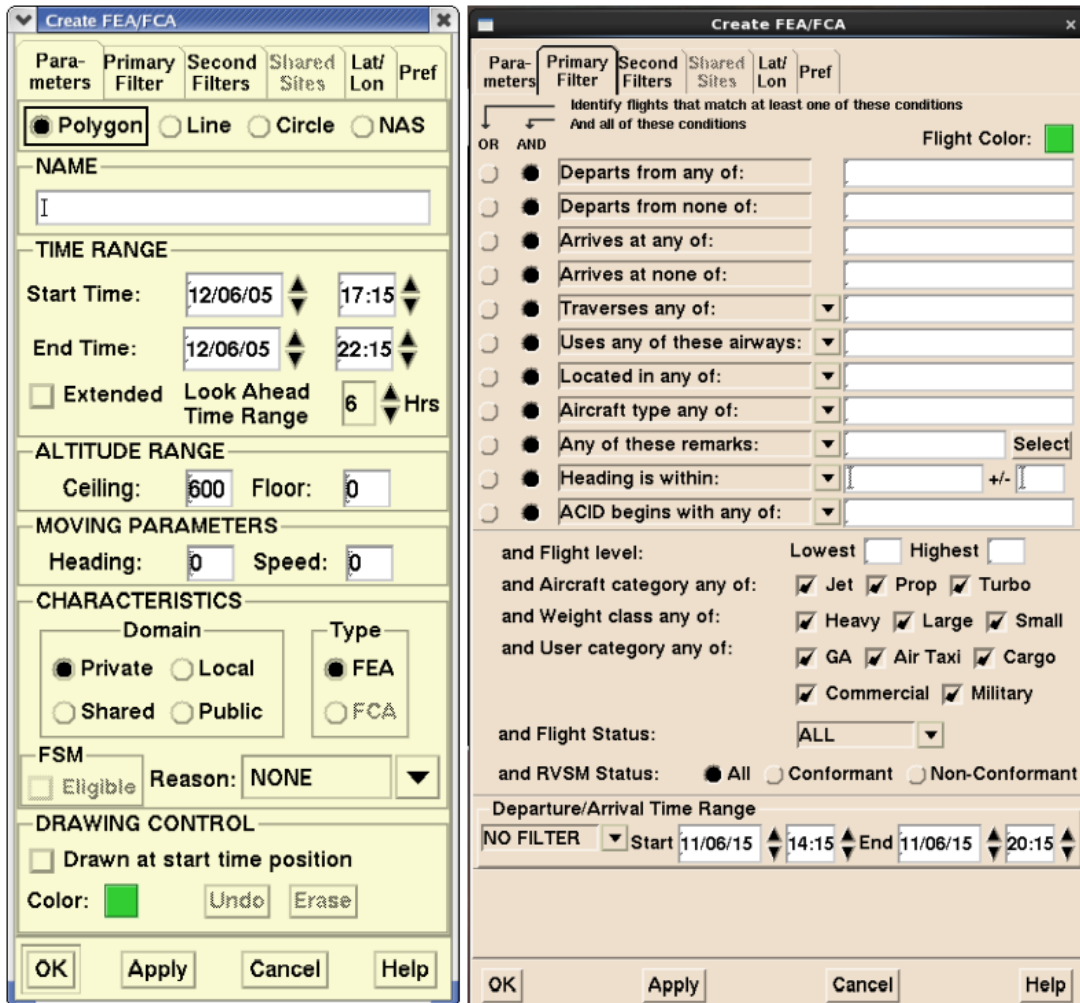 Create FEA/FCA
Para-
meters
Primary
Filter
Second
Filters
Shared
Sites
Lat/
Lon
Pref
Polygon Line Circle NAS
NAME
TIME RANGE
Start Time: 12/06/05 17:15
End Time: 12/06/05 22:15
Extended
Look Ahead
Time Range
6 Hrs
ALTITUDE RANGE
Ceiling: 600 Floor: 0
MOVING PARAMETERS
Heading: 0 Speed: 0
CHARACTERISTICS
Domain Type
Private Local FEA
Shared Public FCA
FSM
Eligible Reason: NONE
DRAWING CONTROL
Drawn at start time position
Color: Undo Erase
OK Apply Cancel Help
Create FEA/FCA
Para-
meters
Primary
Filter
Second
Filters
Shared
Sites
Lat/
Lon
Pref
Identify flights that match at least one of these conditions
And all of these conditions
OR AND Flight Color:
Departs from any of:
Departs from none of:
Arrives at any of:
Arrives at none of:
Traverses any of:
Uses any of these airways:
Located in any of:
Aircraft type any of:
Any of these remarks: Select
Heading is within: +/-
ACID begins with any of:
and Flight level: Lowest Highest
and Aircraft category any of: Jet Prop Turbo
and Weight class any of: Heavy Large Small
and User category any of: GA Air Taxi Cargo
Commercial Military
and Flight Status: ALL
and RVSM Status: All Conformant Non-Conformant
Departure/Arrival Time Range
NO FILTER Start 11/06/15 14:15 End 11/06/15 20:15
OK Apply Cancel Help